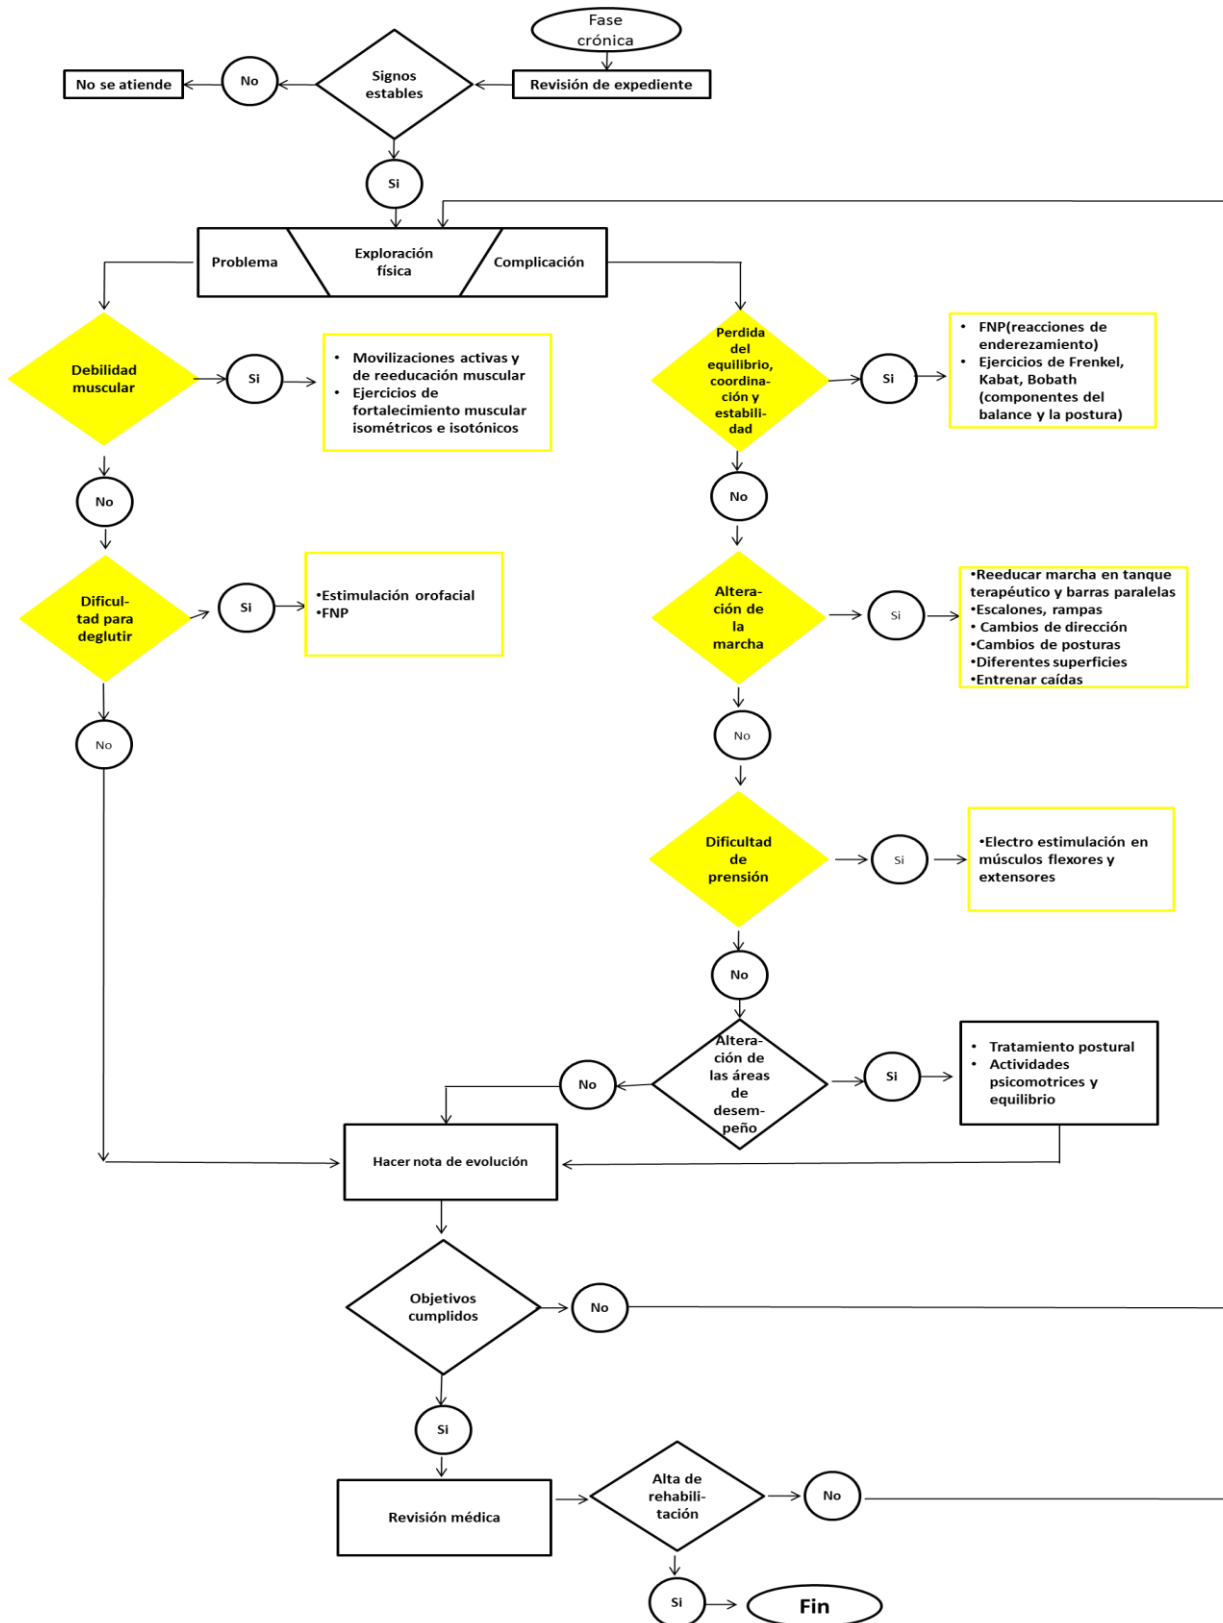 Fase
crónica
Revisión de expediente
Signos
estables
No
No se atiende
Si
Problema
Exploración
física
Complicación
Debilidad
muscular
Si
• Movilizaciones activas y
de reeducación muscular
• Ejercicios de
fortalecimiento muscular
isométricos e isotónicos
No
Dificul-
tad para
deglutir
Si
•Estimulación orofacial
•FNP
No
Perdida
del
equilibrio,
coordina-
ción y
estabili-
dad
Si
• FNP(reacciones de
enderezamiento)
• Ejercicios de Frenkel,
Kabat, Bobath
(componentes del
balance y la postura)
No
Altera-
ción de
la
marcha
Si
•Reeducar marcha en tanque
terapéutico y barras paralelas
•Escalones, rampas
• Cambios de dirección
•Cambios de posturas
•Diferentes superficies
•Entrenar caídas
No
Dificultad
de
prensión
Si
•Electro estimulación en
músculos flexores y
extensores
No
Altera-
ción de
las áreas
de
desem-
peño
Si
• Tratamiento postural
• Actividades
psicomotrices y
equilibrio
No
Hacer nota de evolución
Objetivos
cumplidos
No
Si
Revisión médica
Alta de
rehabili-
tación
No
Si
Fin